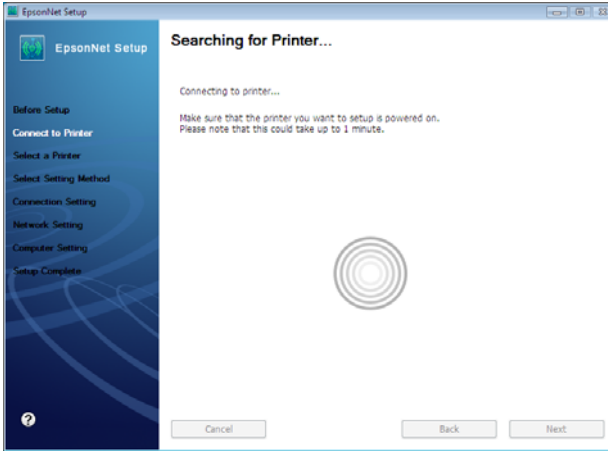 EpsonNet Setup
EpsonNet Setup
Searching for Printer...
Connecting to printer...
Make sure that the printer you want to setup is powered on.
Please note that this could take up to 1 minute.
Before Setup
Connect to Printer
Select a Printer
Select Setting Method
Connection Setting
Network Setting
Computer Setting
Setup Complete
?
Cancel
Back
Next